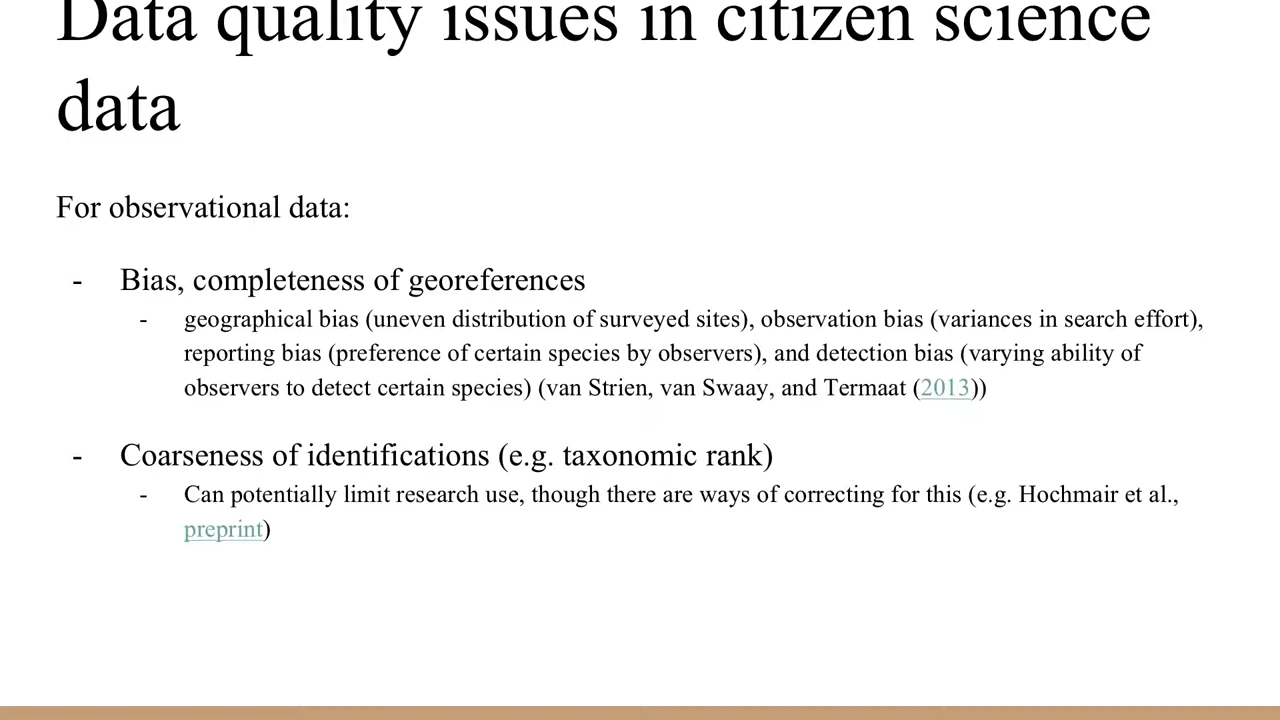 Data quality issues in citizen science
data
For observational data:
- Bias, completeness of georeferences
- geographical bias (uneven distribution of surveyed sites), observation bias (variances in search effort),
reporting bias (preference of certain species by observers), and detection bias (varying ability of
observers to detect certain species) (van Strien, van Swaay, and Termaat (2013))
- Coarseness of identifications (e.g. taxonomic rank)
- Can potentially limit research use, though there are ways of correcting for this (e.g. Hochmair et al.,
preprint)